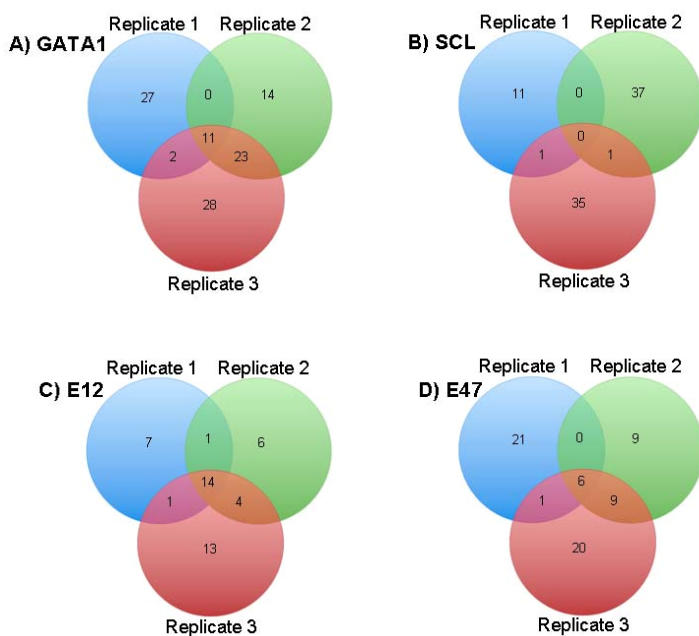 A) GATA1
Replicate 1
Replicate 2
27
0
14
11
2
23
28
Replicate 3
B) SCL
Replicate 1
Replicate 2
11
0
37
0
1
1
35
Replicate 3
C) E12
Replicate 1
Replicate 2
7
1
6
14
1
4
13
Replicate 3
D) E47
Replicate 1
Replicate 2
21
0
9
6
1
9
20
Replicate 3